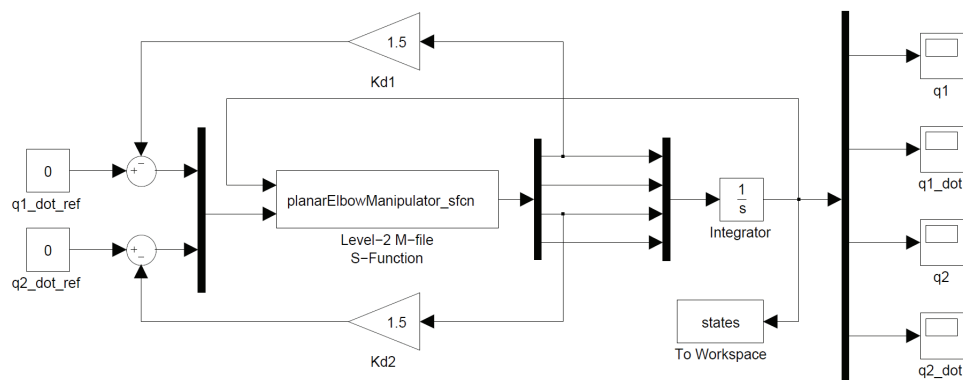 1.5
Kd1
q1
0
+
−
q1_dot_ref
q1_dot
planarElbowManipulator_sfcn
Level−2 M−file
S−Function
1
s
Integrator
0
+
−
q2_dot_ref
q2
1.5
Kd2
states
To Workspace
q2_dot